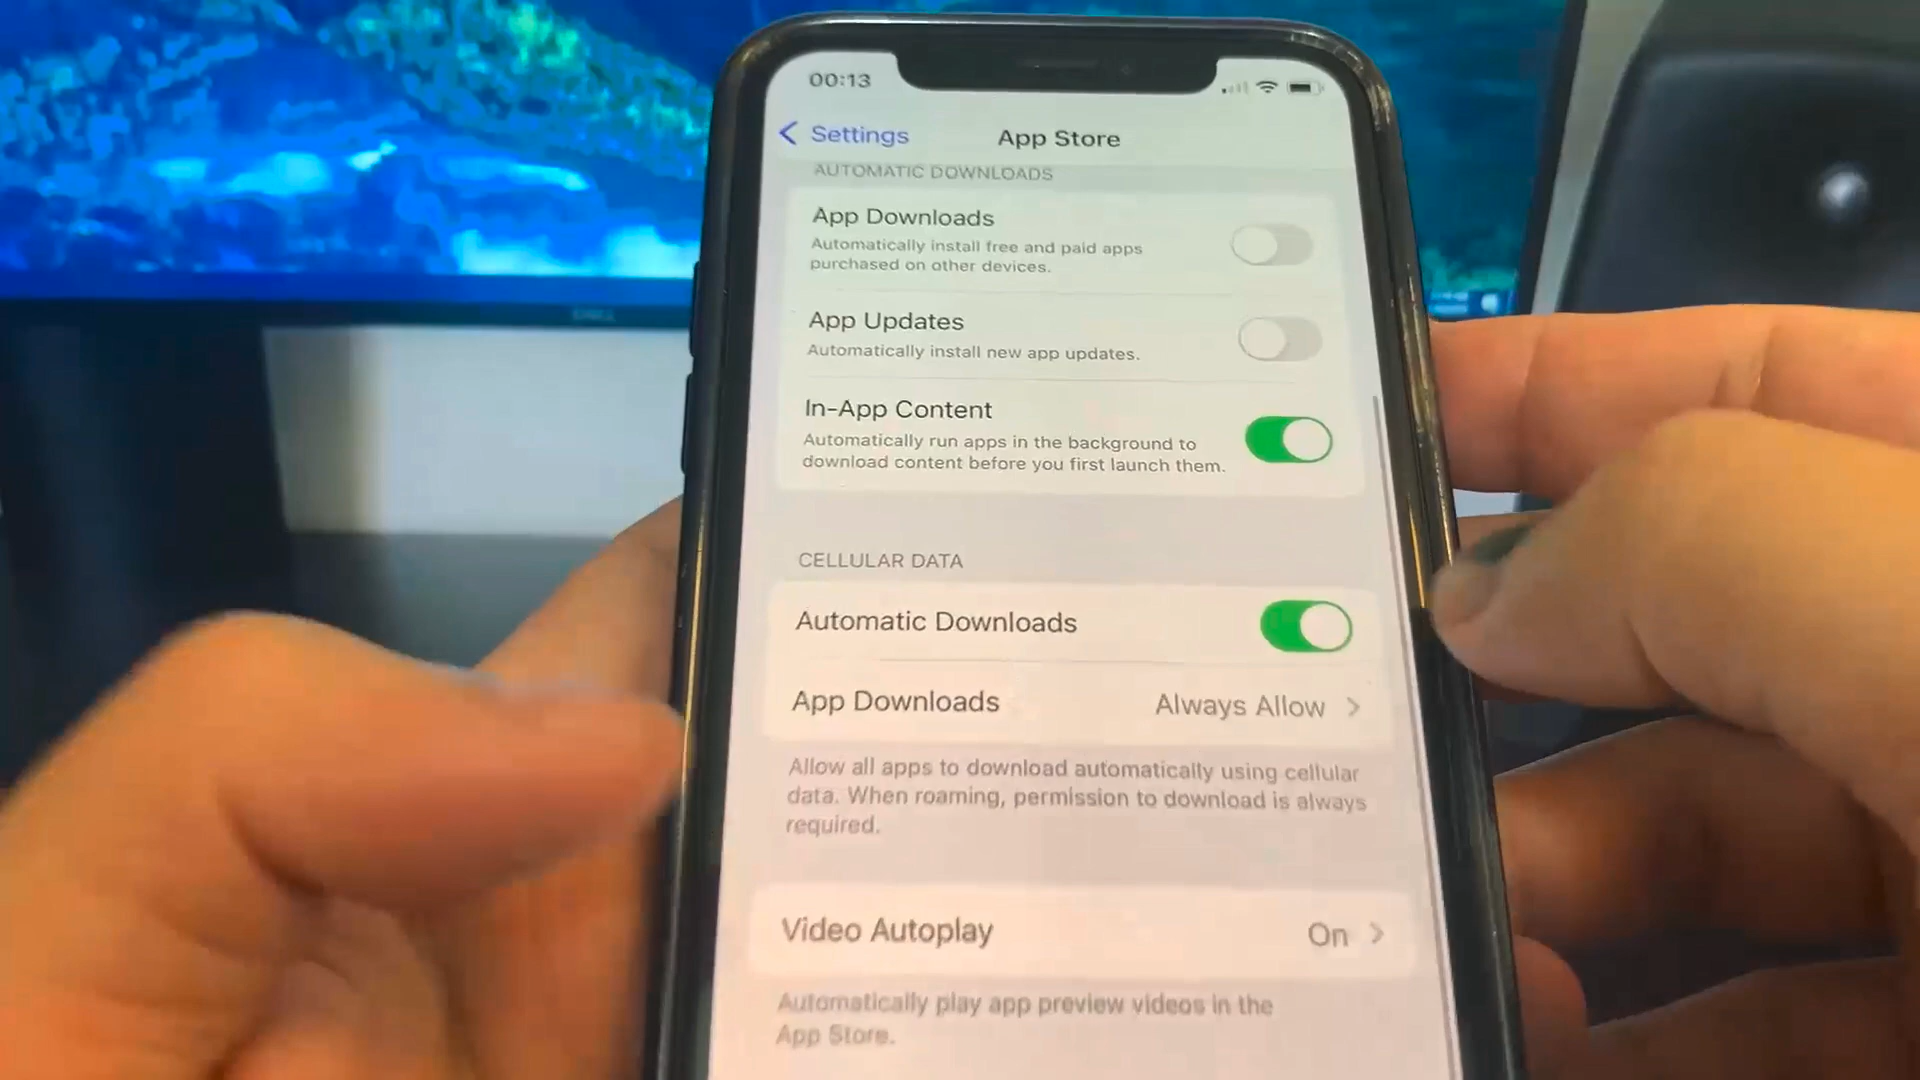 00:13
Settings
App Store
AUTOMATIC DOWNLOADS
App Downloads
Automatically install free and paid apps
purchased on other devices.
App Updates
Automatically install new app updates.
In-App Content
Automatically run apps in the background to
download content before you first launch them.
CELLULAR DATA
Automatic Downloads
App Downloads
Always Allow
Allow all apps to download automatically using cellular
data. When roaming, permission to download is always
required.
Video Autoplay
On
Automatically play app preview videos in the
App Store.